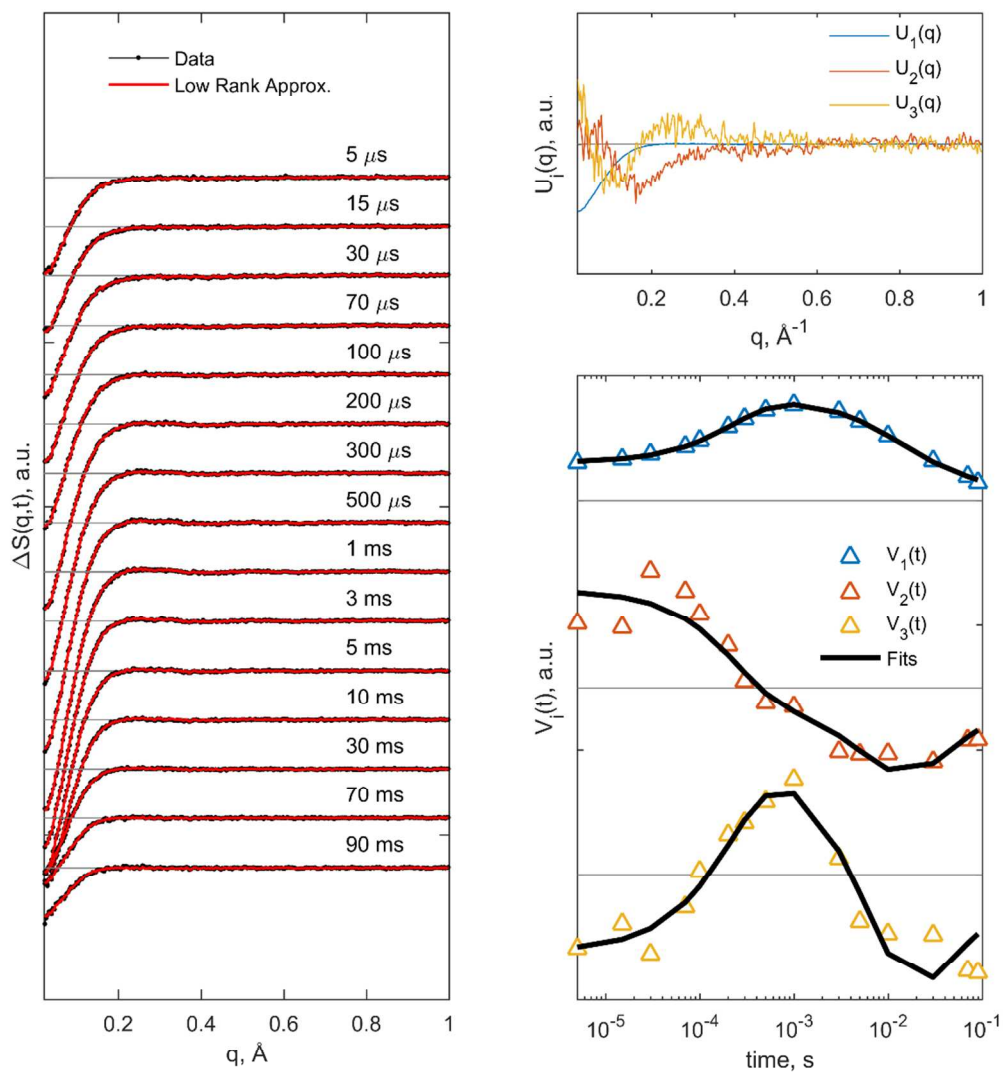 Data
Low Rank Approx.
5 μs
15 μs
30 μs
70 μs
100 μs
200 μs
300 μs
500 μs
1 ms
3 ms
5 ms
10 ms
30 ms
70 ms
90 ms
ΔS(q,t), a.u.
0.2 0.4 0.6 0.8 1
q, Å
U1(q)
U2(q)
U3(q)
Ui(q), a.u.
0.2 0.4 0.6 0.8 1
q, Å-1
V1(t)
V2(t)
V3(t)
Fits
Vi(t), a.u.
10-5 10-4 10-3 10-2 10-1
time, s